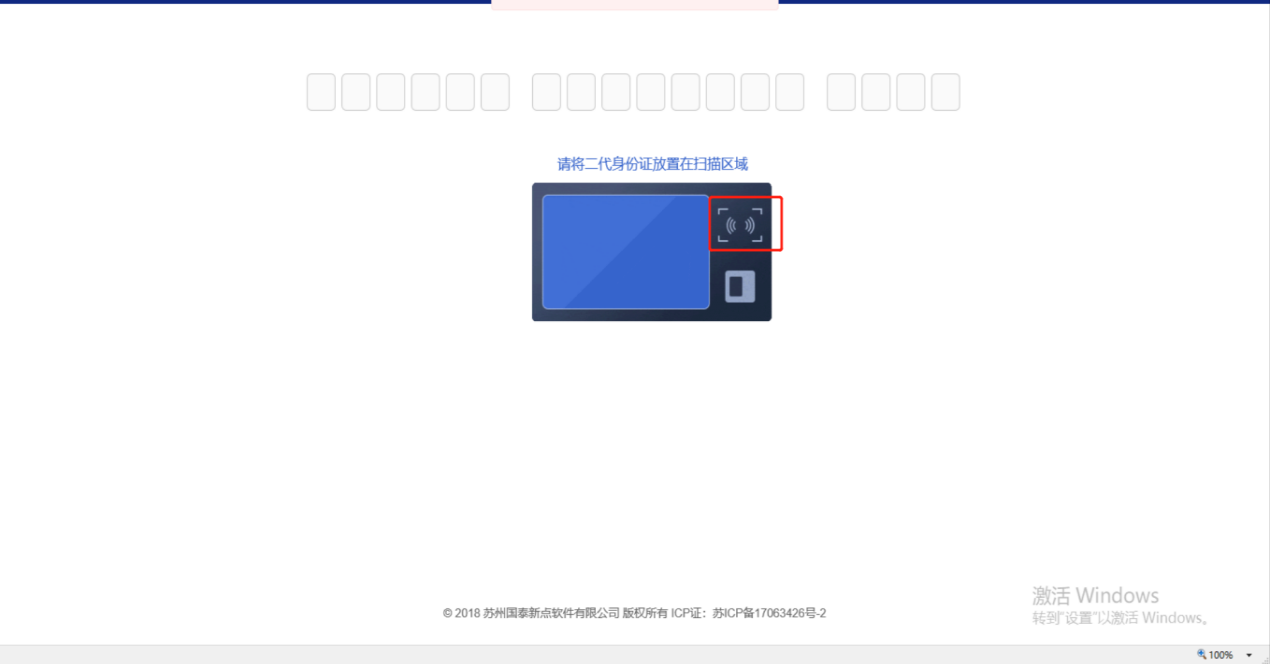 请将二代身份证放置在扫描区域
© 2018 苏州国泰新点软件有限公司 版权所有 ICP证：苏ICP备17063426号-2
激活 Windows
转到"设置"以激活 Windows。
100%